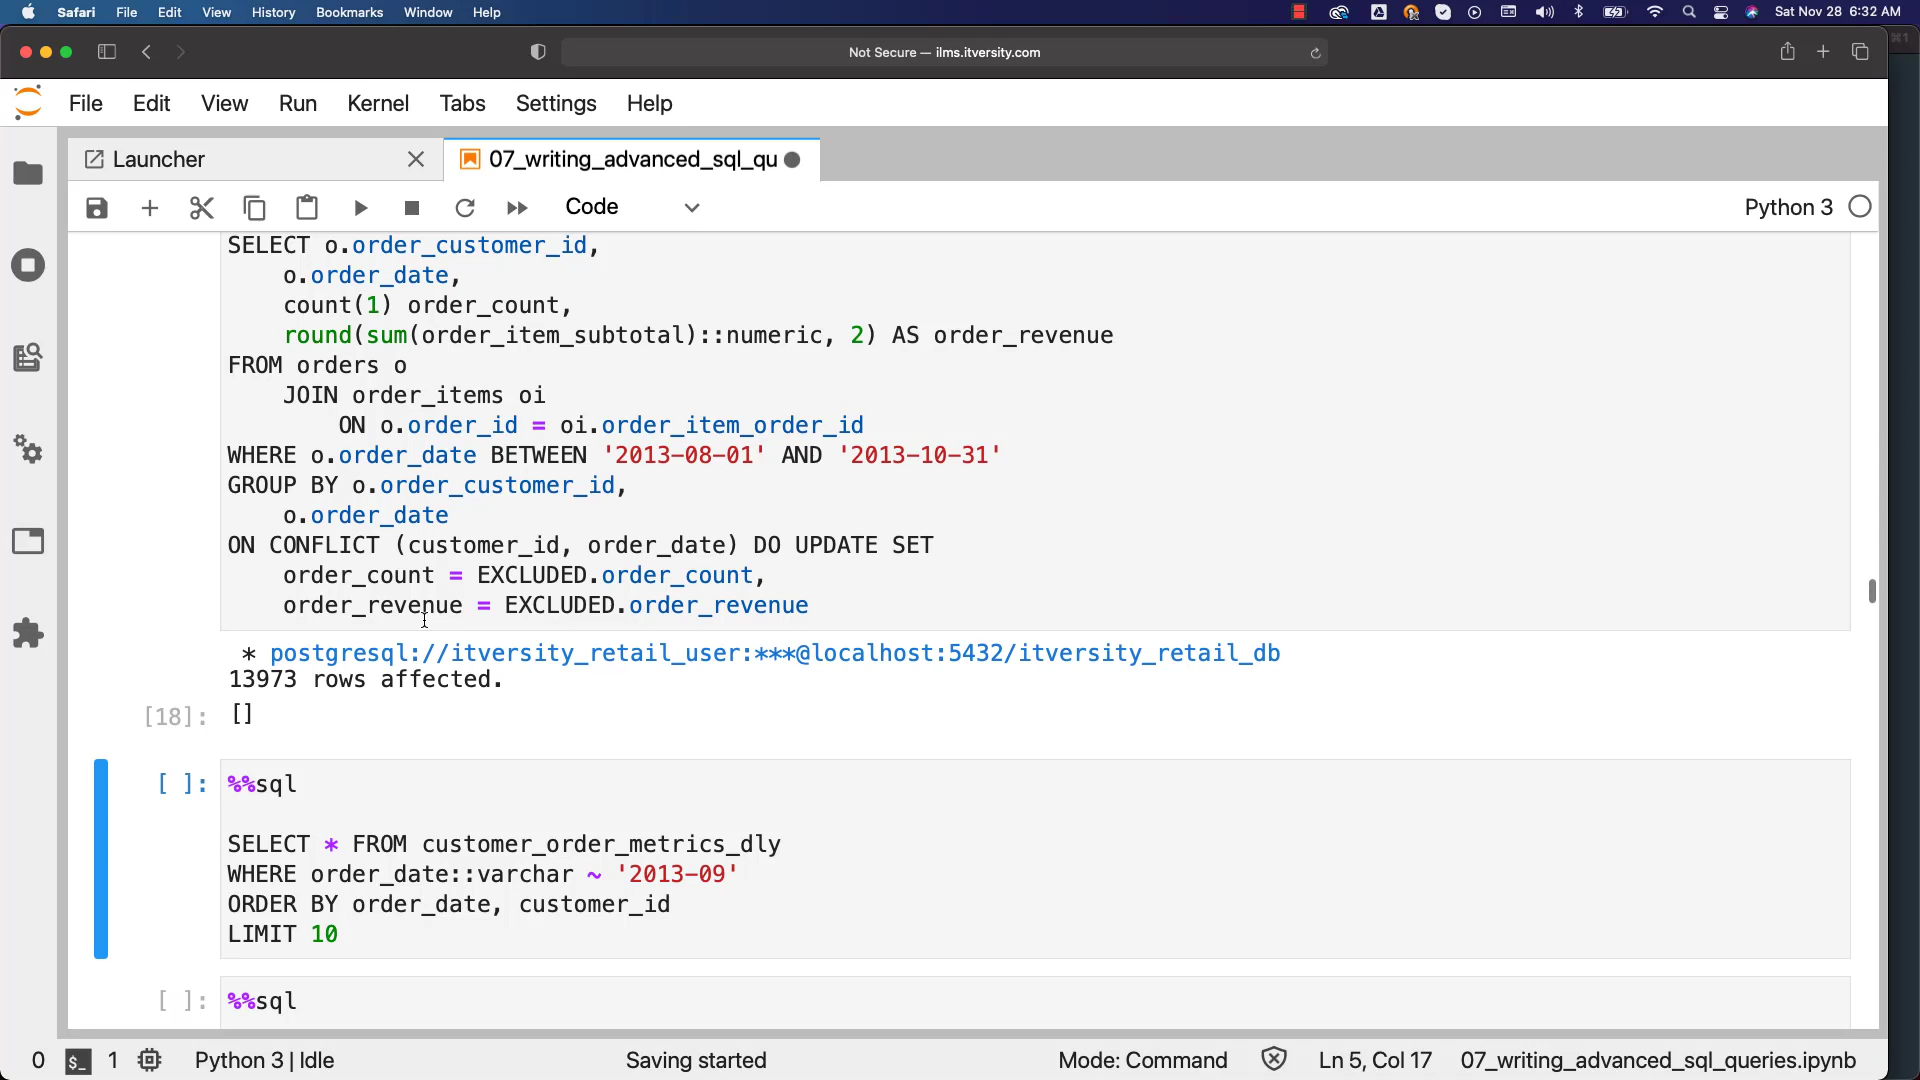 Safari File Edit View History Bookmarks Window Help Sat Nov 28 6:32 AM
Not Secure — ilms.itversity.com
⌘1
File Edit View Run Kernel Tabs Settings Help
Launcher
07_writing_advanced_sql_qu
Code
Python 3
SELECT o.order_customer_id,
o.order_date,
count(1) order_count,
round(sum(order_item_subtotal)::numeric, 2) AS order_revenue
FROM orders o
JOIN order_items oi
ON o.order_id = oi.order_item_order_id
WHERE o.order_date BETWEEN '2013-08-01' AND '2013-10-31'
GROUP BY o.order_customer_id,
o.order_date
ON CONFLICT (customer_id, order_date) DO UPDATE SET
order_count = EXCLUDED.order_count,
order_revenue = EXCLUDED.order_revenue
* postgresql://itversity_retail_user:***@localhost:5432/itversity_retail_db
13973 rows affected.
[18]: []
[ ]: %%sql
SELECT * FROM customer_order_metrics_dly
WHERE order_date::varchar ~ '2013-09'
ORDER BY order_date, customer_id
LIMIT 10
[ ]: %%sql
0 $_ 1 Python 3 | Idle Saving started Mode: Command Ln 5, Col 17 07_writing_advanced_sql_queries.ipynb